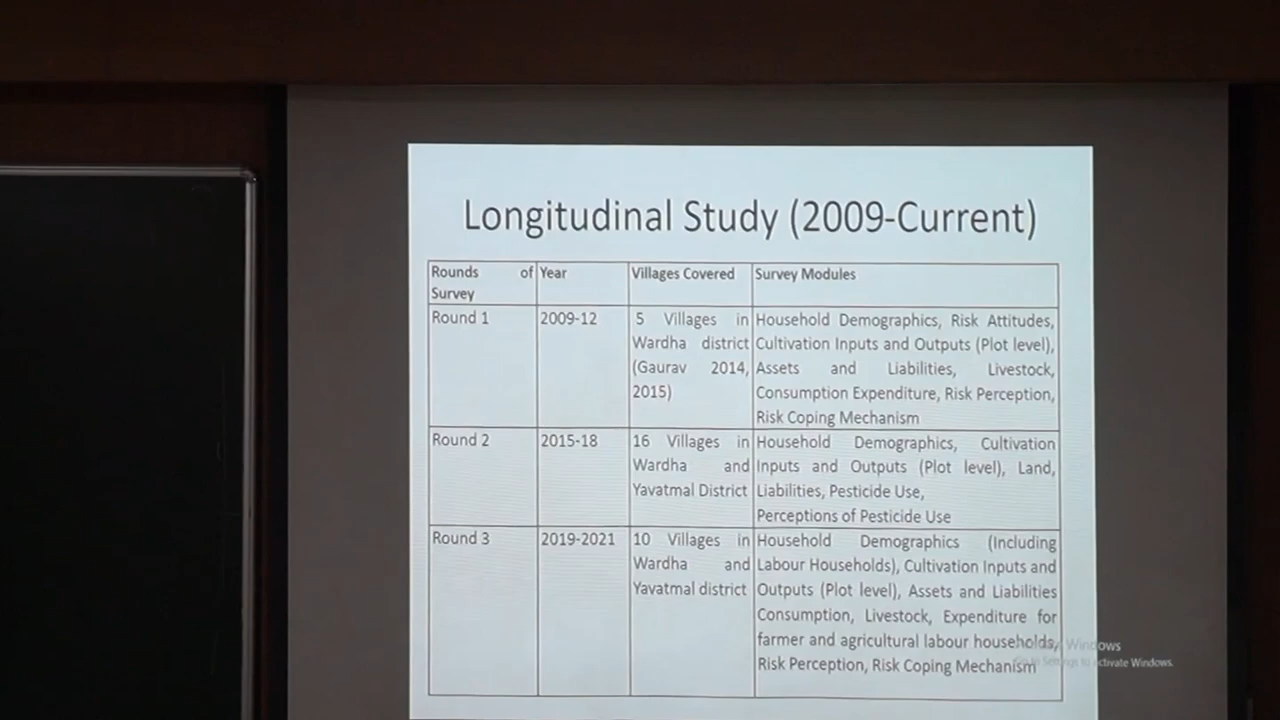 Longitudinal Study (2009-Current)
Rounds of Survey Year Villages Covered Survey Modules
Round 1 2009-12 5 Villages in Household Demographics, Risk Attitudes,
Wardha district Cultivation Inputs and Outputs (Plot level),
(Gaurav 2014, Assets and Liabilities, Livestock,
2015) Consumption Expenditure, Risk Perception,
Risk Coping Mechanism
Round 2 2015-18 16 Villages in Household Demographics, Cultivation
Wardha and Inputs and Outputs (Plot level), Land,
Yavatmal District Liabilities, Pesticide Use,
Perceptions of Pesticide Use
Round 3 2019-2021 10 Villages in Household Demographics (Including
Wardha and Labour Households), Cultivation Inputs and
Yavatmal district Outputs (Plot level), Assets and Liabilities
Consumption, Livestock, Expenditure for
farmer and agricultural labour households,
Risk Perception, Risk Coping Mechanism
Windows
to Activate Windows.